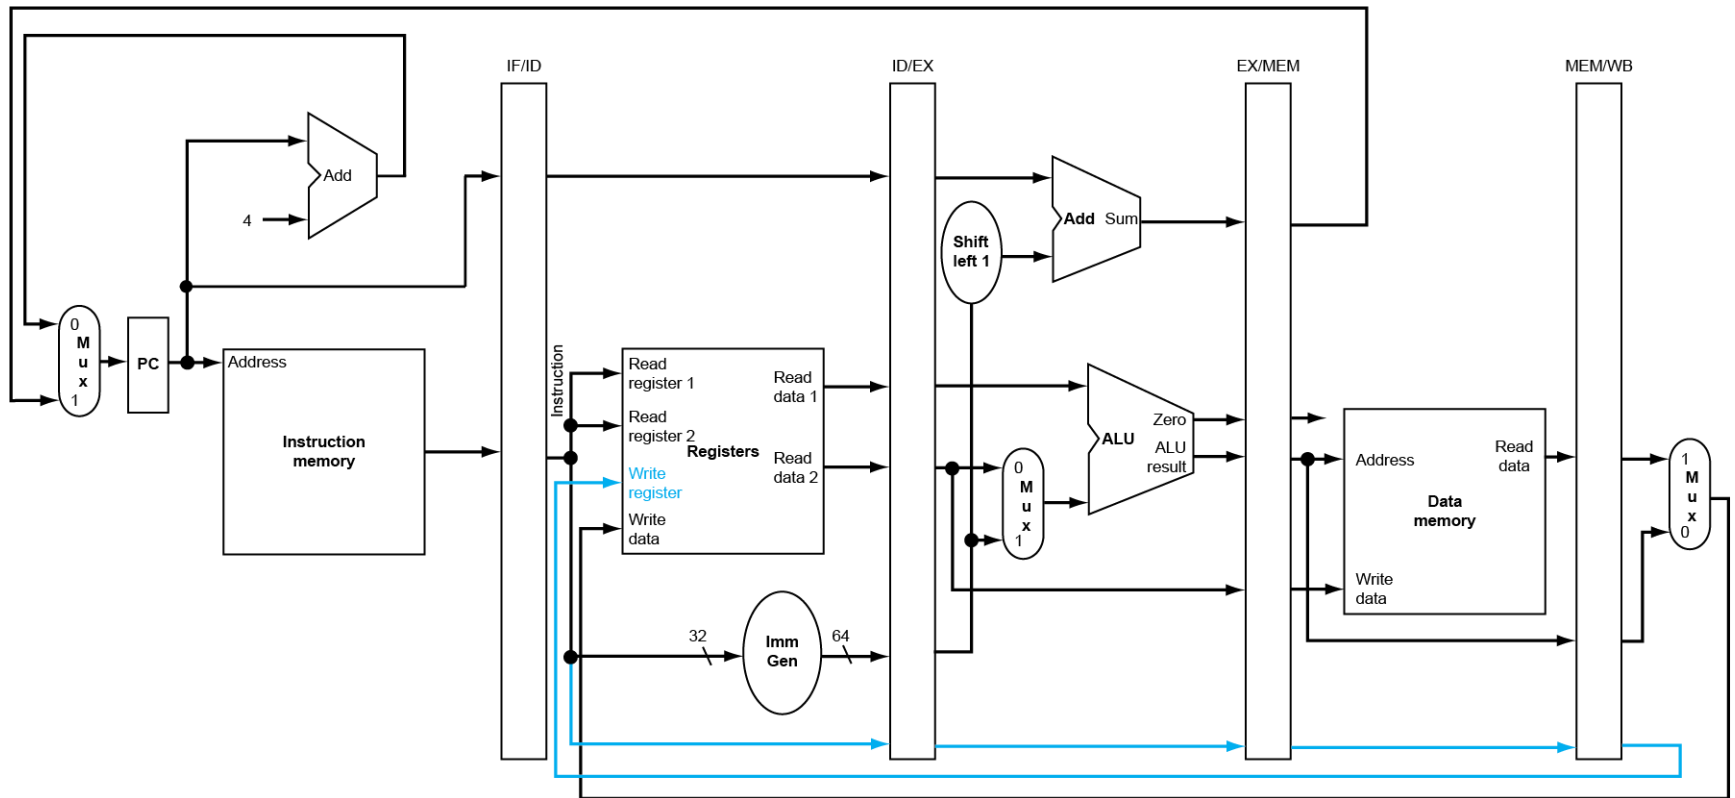 IF/ID
ID/EX
EX/MEM
MEM/WB
Add
4
Add Sum
Shift
left 1
0
M
u
x
1
PC
Address
Instruction
memory
Instruction
Read
register 1
Read
register 2
Write
register
Write
data
Registers
Read
data 1
Read
data 2
0
M
u
x
1
ALU
Zero
ALU
result
Address
Write
data
Data
memory
Read
data
1
M
u
x
0
32
Imm
Gen
64